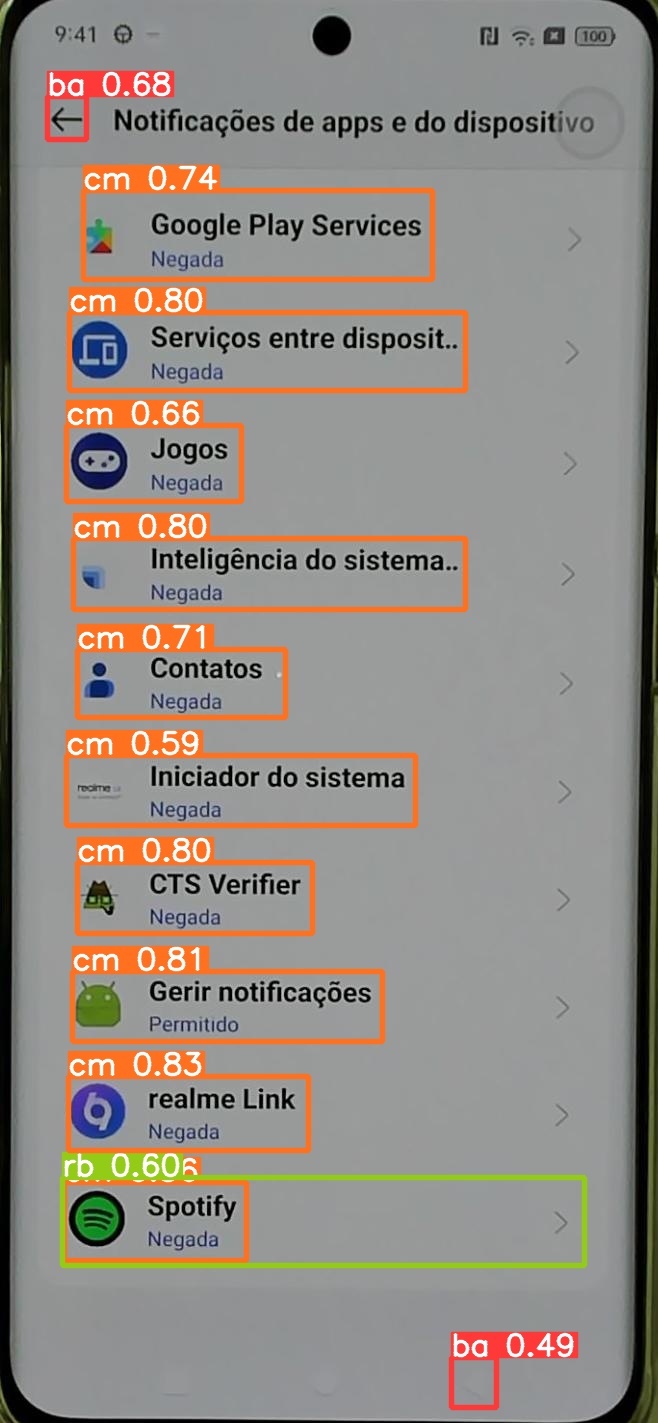 9:41
100
ba 0.68
Notificações de apps e do dispositivo
cm 0.74
Google Play Services
Negada
cm 0.80
Serviços entre disposit..
Negada
cm 0.66
Jogos
Negada
cm 0.80
Inteligência do sistema..
Negada
cm 0.71
Contatos
Negada
cm 0.59
realme
Iniciador do sistema
Negada
cm 0.80
CTS Verifier
Negada
cm 0.81
Gerir notificações
Permitido
cm 0.83
realme Link
Negada
rb 0.60
Spotify
Negada
ba 0.49